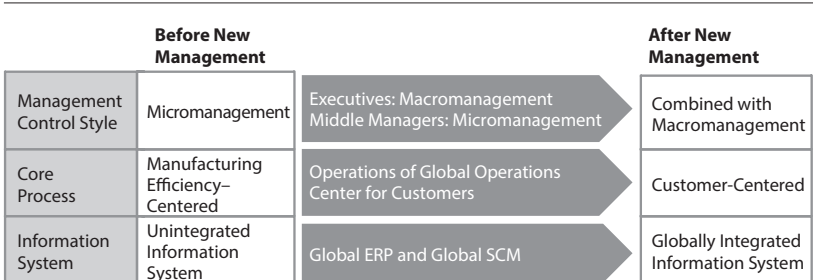 Before New
Management
After New
Management
Management
Control Style
Micromanagement
Executives: Macromanagement
Middle Managers: Micromanagement
Combined with
Macromanagement
Core
Process
Manufacturing
Efficiency–
Centered
Operations of Global Operations
Center for Customers
Customer-Centered
Information
System
Unintegrated
Information
System
Global ERP and Global SCM
Globally Integrated
Information System